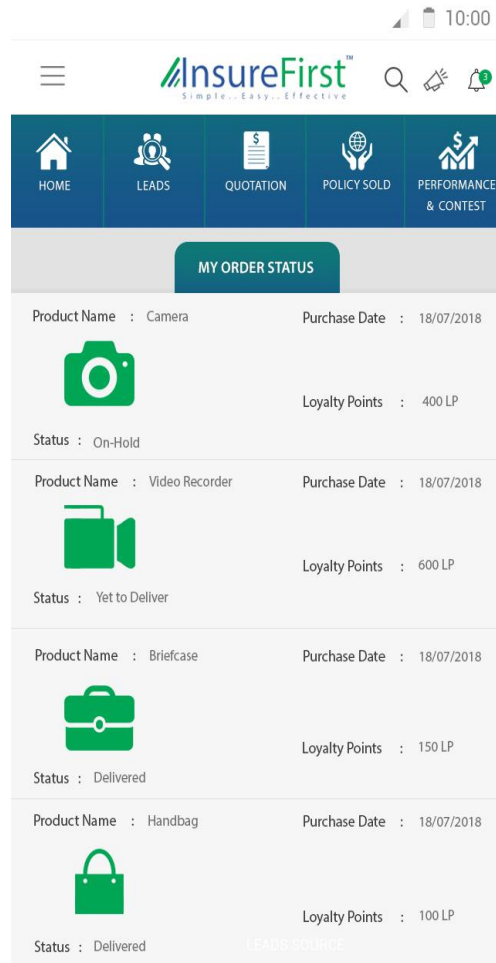 10:00
InsureFirst™
Simple..Easy..Effective
3
HOME
LEADS
$
QUOTATION
POLICY SOLD
$
PERFORMANCE
& CONTEST
MY ORDER STATUS
Product Name : Camera
Purchase Date : 18/07/2018
Loyalty Points : 400 LP
Status : On-Hold
Product Name : Video Recorder
Purchase Date : 18/07/2018
Loyalty Points : 600 LP
Status : Yet to Deliver
Product Name : Briefcase
Purchase Date : 18/07/2018
Loyalty Points : 150 LP
Status : Delivered
Product Name : Handbag
Purchase Date : 18/07/2018
Loyalty Points : 100 LP
Status : Delivered
LEADS SOURCE